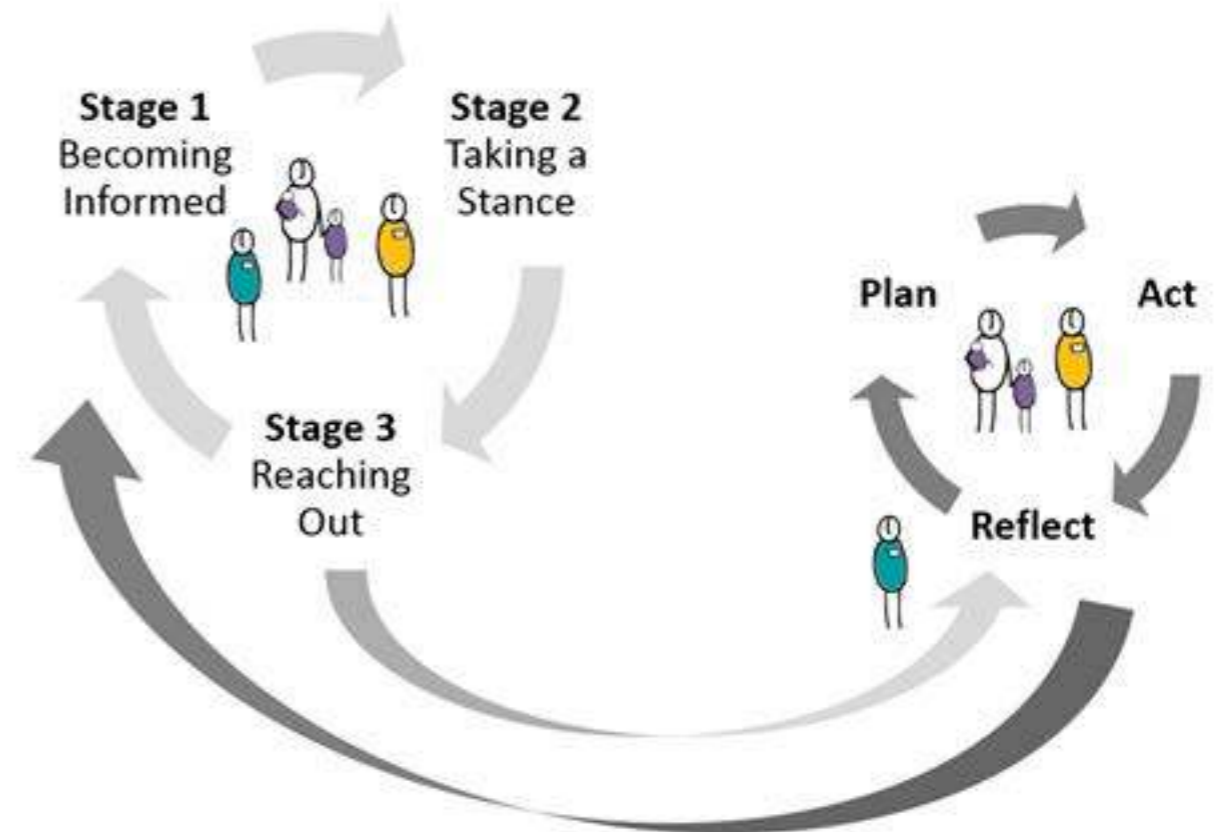 Stage 1
Becoming
Informed
Stage 2
Taking a
Stance
Stage 3
Reaching
Out
Plan
Act
Reflect